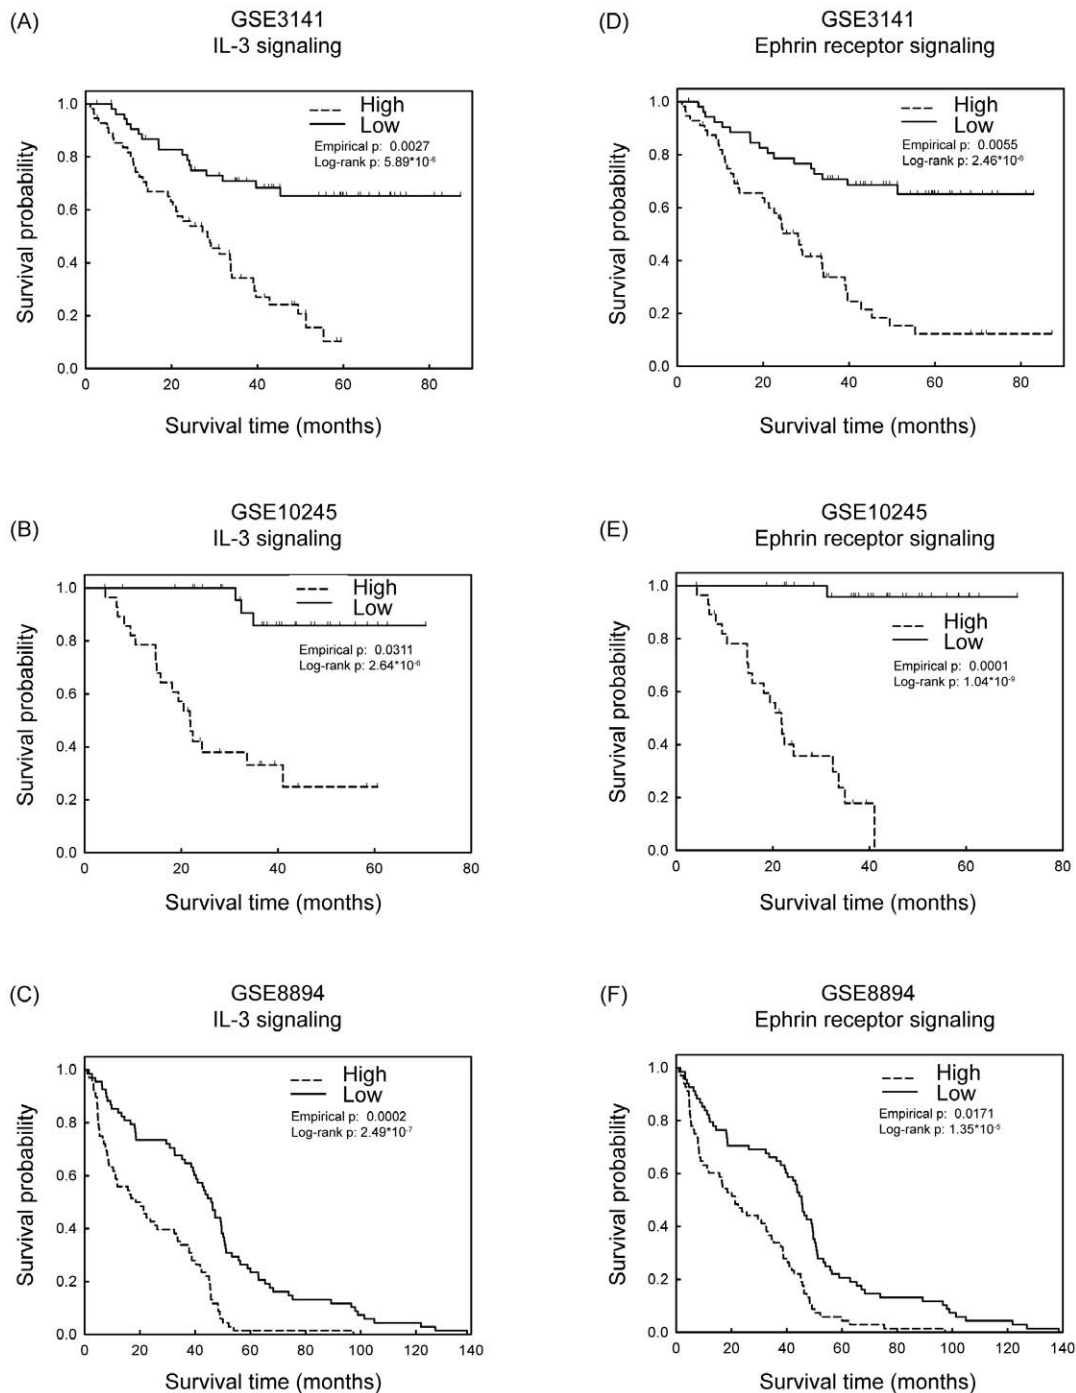 (A)
GSE3141
IL-3 signaling
High
Low
Empirical p: 0.0027
Log-rank p: 5.89*10⁻⁶
1.0
0.8
0.6
0.4
0.2
0.0
Survival probability
0 20 40 60 80
Survival time (months)
(D)
GSE3141
Ephrin receptor signaling
High
Low
Empirical p: 0.0055
Log-rank p: 2.46*10⁻⁶
1.0
0.8
0.6
0.4
0.2
0.0
Survival probability
0 20 40 60 80
Survival time (months)
(B)
GSE10245
IL-3 signaling
High
Low
Empirical p: 0.0311
Log-rank p: 2.64*10⁻⁶
1.0
0.8
0.6
0.4
0.2
0.0
Survival probability
0 20 40 60 80
Survival time (months)
(E)
GSE10245
Ephrin receptor signaling
High
Low
Empirical p: 0.0001
Log-rank p: 1.04*10⁻⁹
1.0
0.8
0.6
0.4
0.2
0.0
Survival probability
0 20 40 60 80
Survival time (months)
(C)
GSE8894
IL-3 signaling
High
Low
Empirical p: 0.0002
Log-rank p: 2.49*10⁻⁷
1.0
0.8
0.6
0.4
0.2
0.0
Survival probability
0 20 40 60 80 100 120 140
Survival time (months)
(F)
GSE8894
Ephrin receptor signaling
High
Low
Empirical p: 0.0171
Log-rank p: 1.35*10⁻⁵
1.0
0.8
0.6
0.4
0.2
0.0
Survival probability
0 20 40 60 80 100 120 140
Survival time (months)